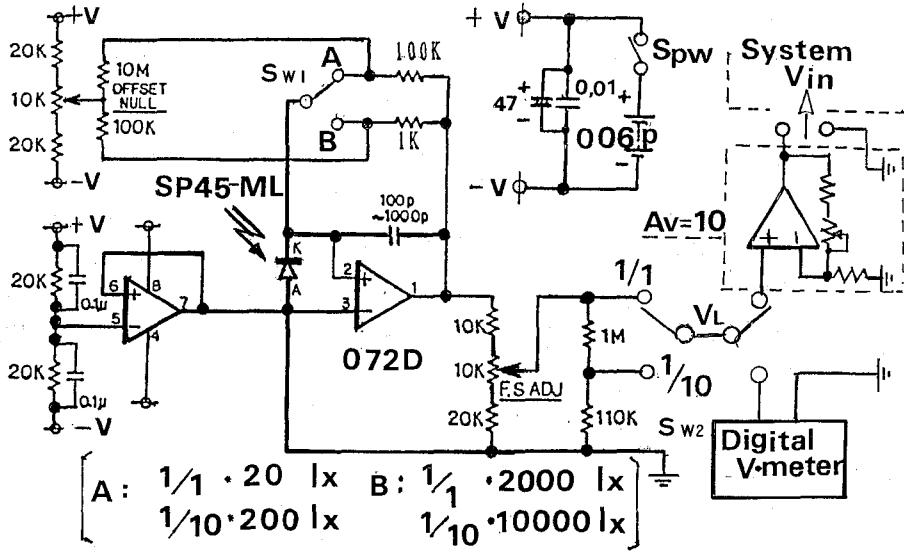 +V
20K
10K
20K
-V
10M
OFFSET
NULL
100K
SW1
A
B
100K
1K
+ V
- V
47
+
-
0,01
SPW
+
006p
-
System
Vin
Av=10
+
-
SP45-ML
K
A
100p
~1000p
+V
20K
0.1μ
20K
0.1μ
-V
6
5
+
-
8
4
7
2
3
+
-
1
072D
10K
10K
F.S ADJ
20K
1/1
1M
1/10
110K
VL
SW2
Digital
V·meter
A: 1/1 · 20 lx B: 1/1 · 2000 lx
1/10 · 200 lx 1/10 · 10000 lx